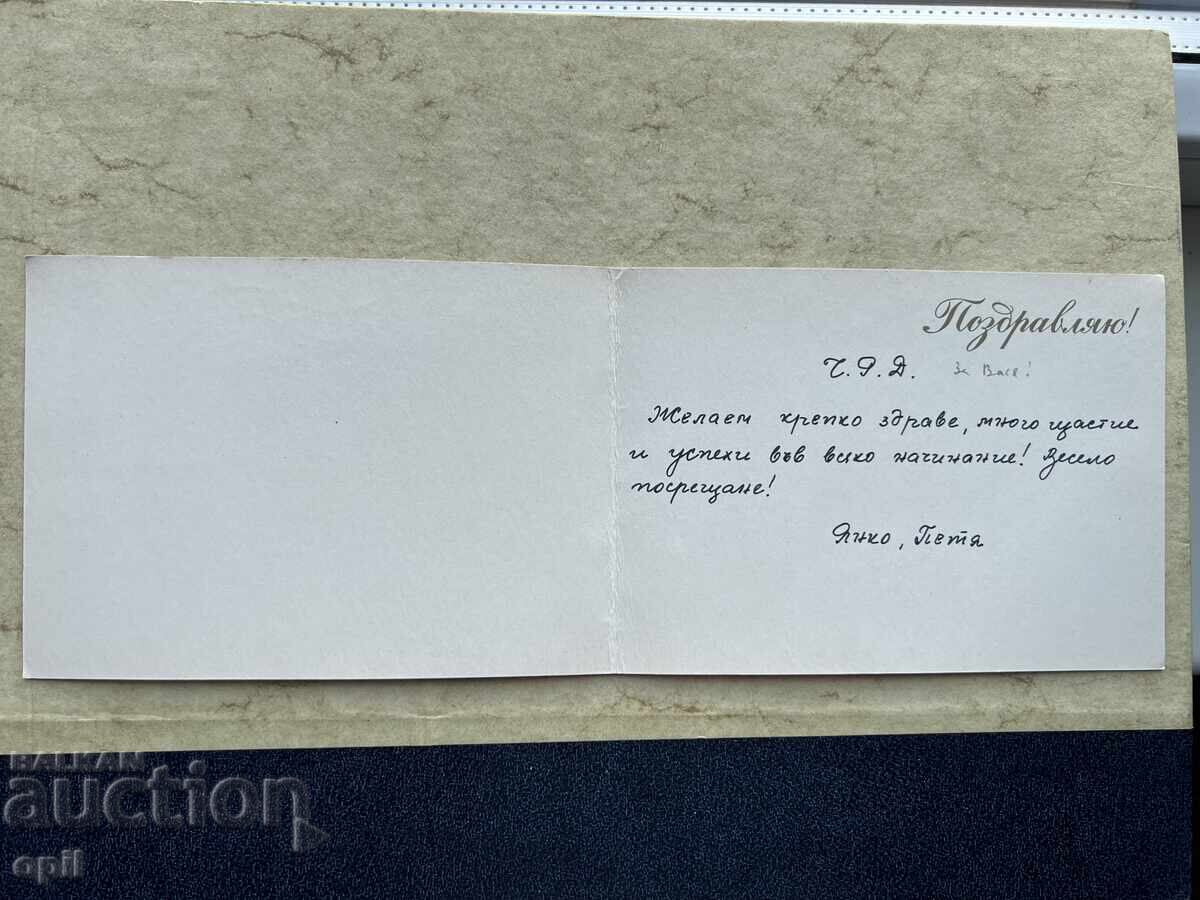 Поздравляю!
Ч.Р.Д. За Вася!
Желаем крепко здраве, много щастие
и успехи във всяко начинание! Весело
посрещане!
Янко, Петя
BALKAN
auction
opil